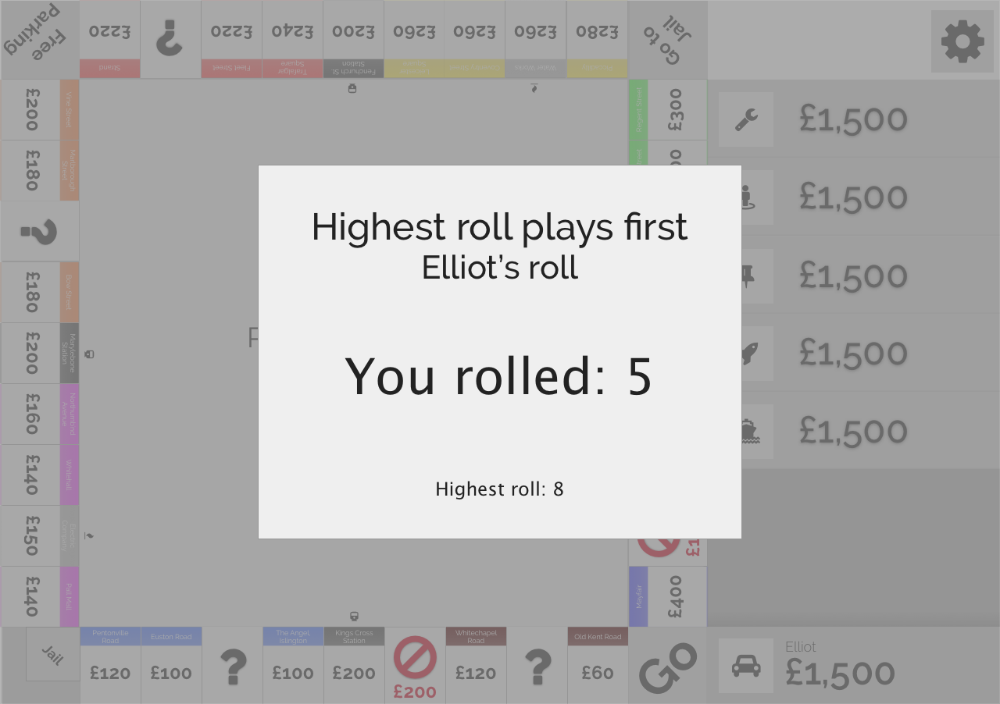 Free
Parking
£220
?
£220
£240
£200
£260
£260
£260
£280
Go to
Jail
Strand
Fleet Street
Trafalgar
Square
Fenchurch St
Station
Leicester
Square
Coventry Street
Water Works
Piccadilly
£200
Vine Street
£180
Marlborough
Street
?
£180
Bow Street
£200
Marylebone
Station
£160
Northumbrl'nd
Avenue
£140
Whitehall
£150
Electric
Company
£140
Pall Mall
Regent Street
£300
Highest roll plays first
Elliot's roll
You rolled: 5
Highest roll: 8
Mayfair
£400
Jail
Pentonville
Road
£120
Euston Road
£100
?
The Angel,
Islington
£100
Kings Cross
Station
£200
£200
Whitechapel
Road
£120
?
Old Kent Road
£60
GO
£1,500
£1,500
£1,500
£1,500
£1,500
Elliot
£1,500